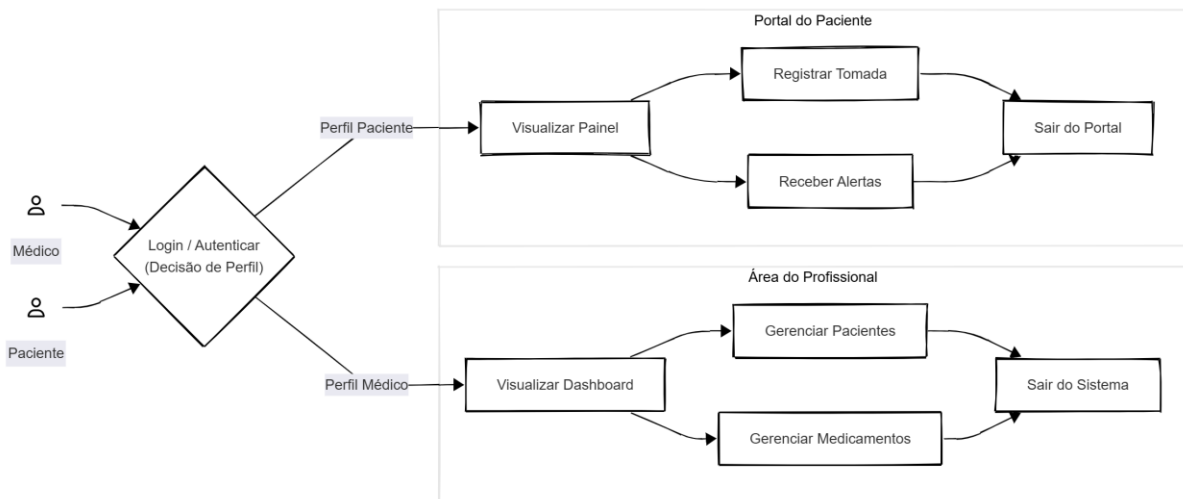 Médico
Paciente
Login / Autenticar
(Decisão de Perfil)
Perfil Paciente
Perfil Médico
Portal do Paciente
Visualizar Painel
Registrar Tomada
Receber Alertas
Sair do Portal
Área do Profissional
Visualizar Dashboard
Gerenciar Pacientes
Gerenciar Medicamentos
Sair do Sistema